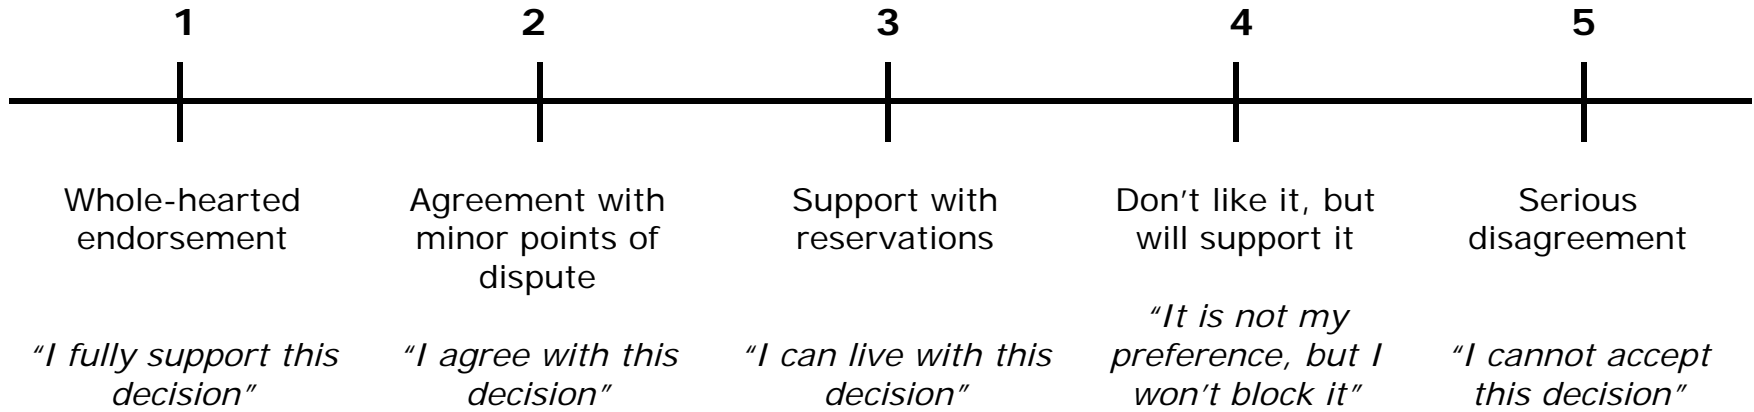 1 2 3 4 5
Whole-hearted
endorsement
Agreement with
minor points of
dispute
Support with
reservations
Don't like it, but
will support it
Serious
disagreement
"I fully support this
decision"
"I agree with this
decision"
"I can live with this
decision"
"It is not my
preference, but I
won't block it"
"I cannot accept
this decision"